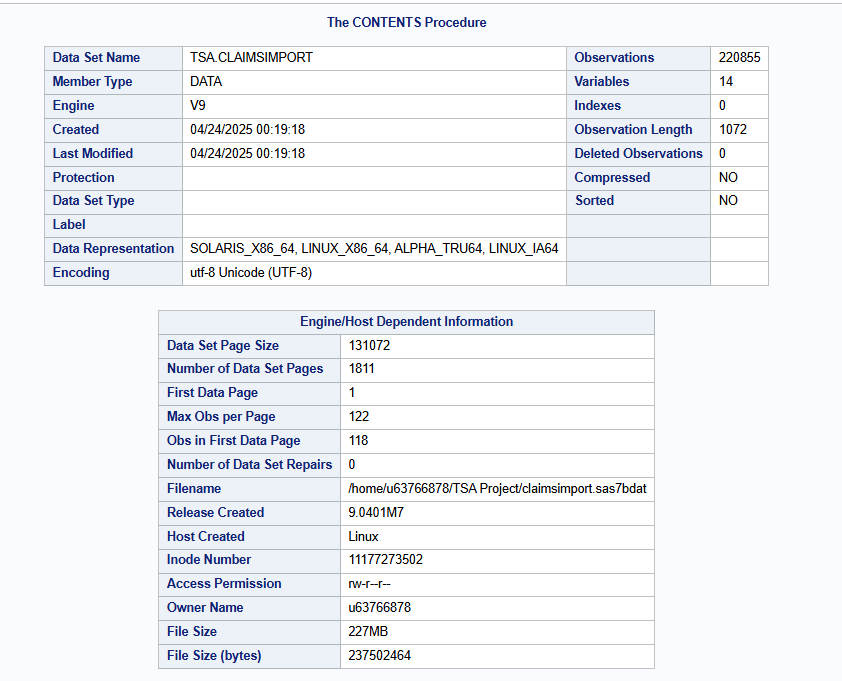 The CONTENTS Procedure
Data Set Name TSA.CLAIMSIMPORT Observations 220855
Member Type DATA Variables 14
Engine V9 Indexes 0
Created 04/24/2025 00:19:18 Observation Length 1072
Last Modified 04/24/2025 00:19:18 Deleted Observations 0
Protection Compressed NO
Data Set Type Sorted NO
Label
Data Representation SOLARIS_X86_64, LINUX_X86_64, ALPHA_TRU64, LINUX_IA64
Encoding utf-8 Unicode (UTF-8)
Engine/Host Dependent Information
Data Set Page Size 131072
Number of Data Set Pages 1811
First Data Page 1
Max Obs per Page 122
Obs in First Data Page 118
Number of Data Set Repairs 0
Filename /home/u63766878/TSA Project/claimsimport.sas7bdat
Release Created 9.0401M7
Host Created Linux
Inode Number 11177273502
Access Permission rw-r--r--
Owner Name u63766878
File Size 227MB
File Size (bytes) 237502464